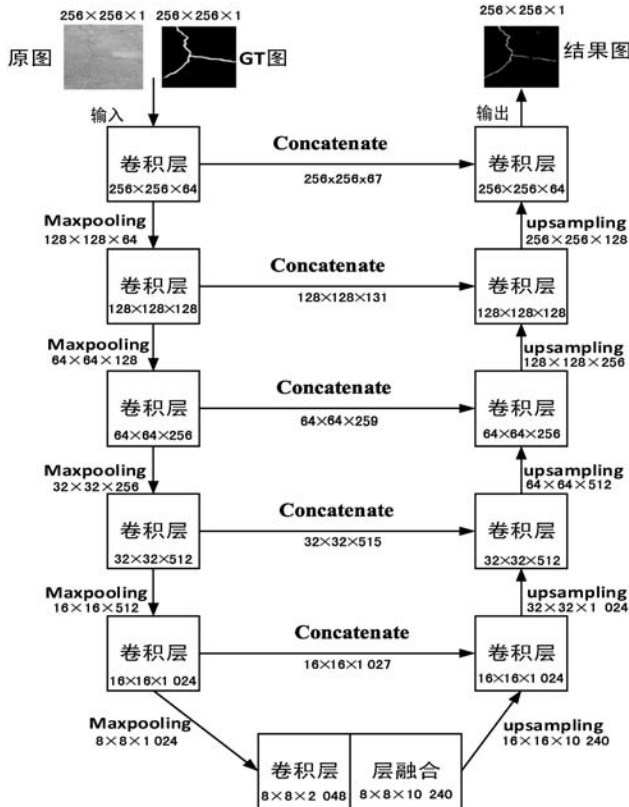 256×256×1
256×256×1
256×256×1
原图
GT图
结果图
输入
输出
卷积层
256×256×64
Concatenate
256x256x67
卷积层
256×256×64
Maxpooling
128×128×64
upsampling
256×256×128
卷积层
128×128×128
Concatenate
128×128×131
卷积层
128×128×128
Maxpooling
64×64×128
upsampling
128×128×256
卷积层
64×64×256
Concatenate
64×64×259
卷积层
64×64×256
Maxpooling
32×32×256
upsampling
64×64×512
卷积层
32×32×512
Concatenate
32×32×515
卷积层
32×32×512
Maxpooling
16×16×512
upsampling
32×32×1 024
卷积层
16×16×1 024
Concatenate
16×16×1 027
卷积层
16×16×1 024
Maxpooling
8×8×1 024
upsampling
16×16×10 240
卷积层
8×8×2 048
层融合
8×8×10 240